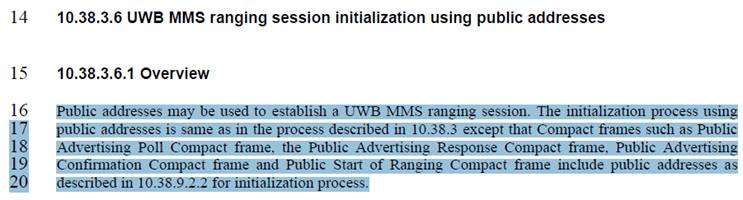 14 10.38.3.6 UWB MMS ranging session initialization using public addresses
15 10.38.3.6.1 Overview
16 Public addresses may be used to establish a UWB MMS ranging session. The initialization process using
17 public addresses is same as in the process described in 10.38.3 except that Compact frames such as Public
18 Advertising Poll Compact frame, the Public Advertising Response Compact frame, Public Advertising
19 Confirmation Compact frame and Public Start of Ranging Compact frame include public addresses as
20 described in 10.38.9.2.2 for initialization process.